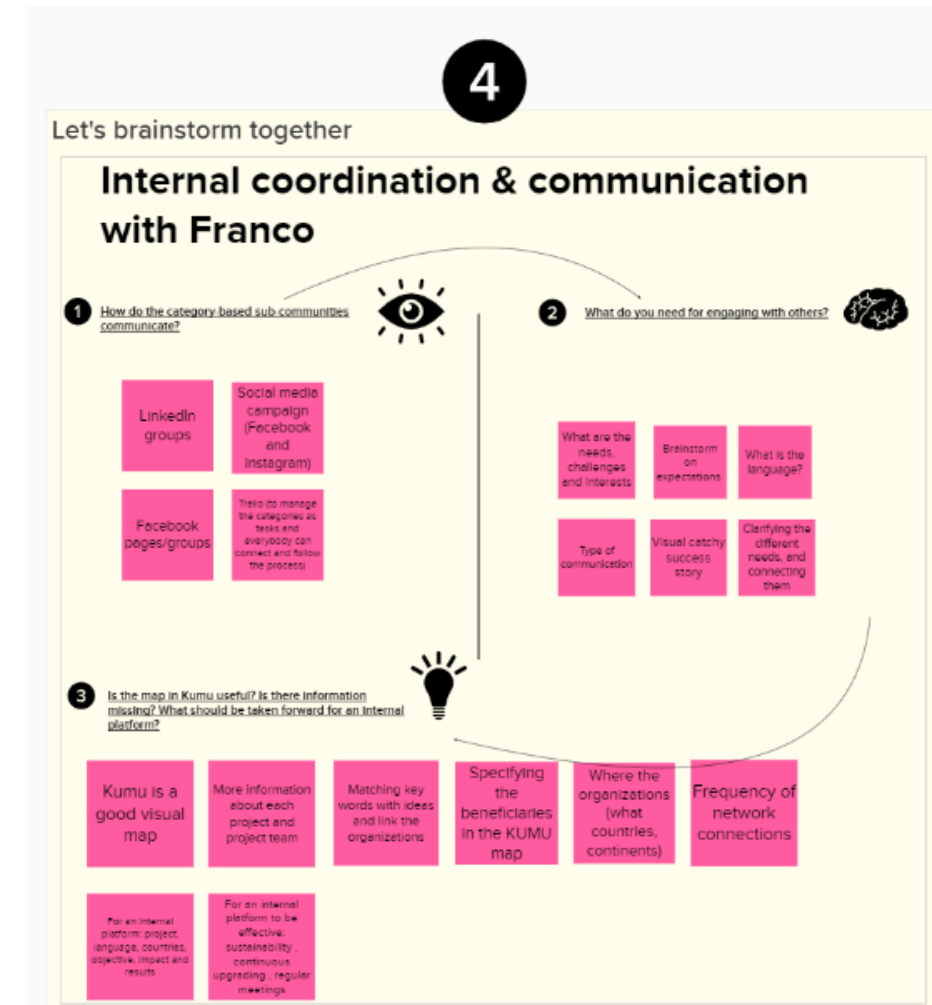 4
Let's brainstorm together
Internal coordination & communication
with Franco
1
How do the category-based sub-communities
communicate?
LinkedIn
groups
Social media
campaign
(Facebook
and
Instagram)
Facebook
pages/groups
Trello (to manage
the categories as
tasks and
everybody can
connect and follow
the process)
2
What do you need for engaging with others?
What are the
needs,
challenges
and interests
Brainstorm
on
expectations
What is the
language?
Type of
communication
Visual catchy
success
story
Clarifying the
different
needs, and
connecting
them
3
Is the map in Kumu useful? Is there information
missing? What should be taken forward for an internal
platform?
Kumu is a
good visual
map
More information
about each
project and
project team
Matching key
words with ideas
and link the
organizations
Specifying
the
beneficiaries
in the KUMU
map
Where the
organizations
(what
countries,
continents)
Frequency of
network
connections
For an internal
platform: project,
language, countries,
objective, impact and
results
For an internal
platform to be
effective:
sustainability ,
continuous
upgrading , regular
meetings